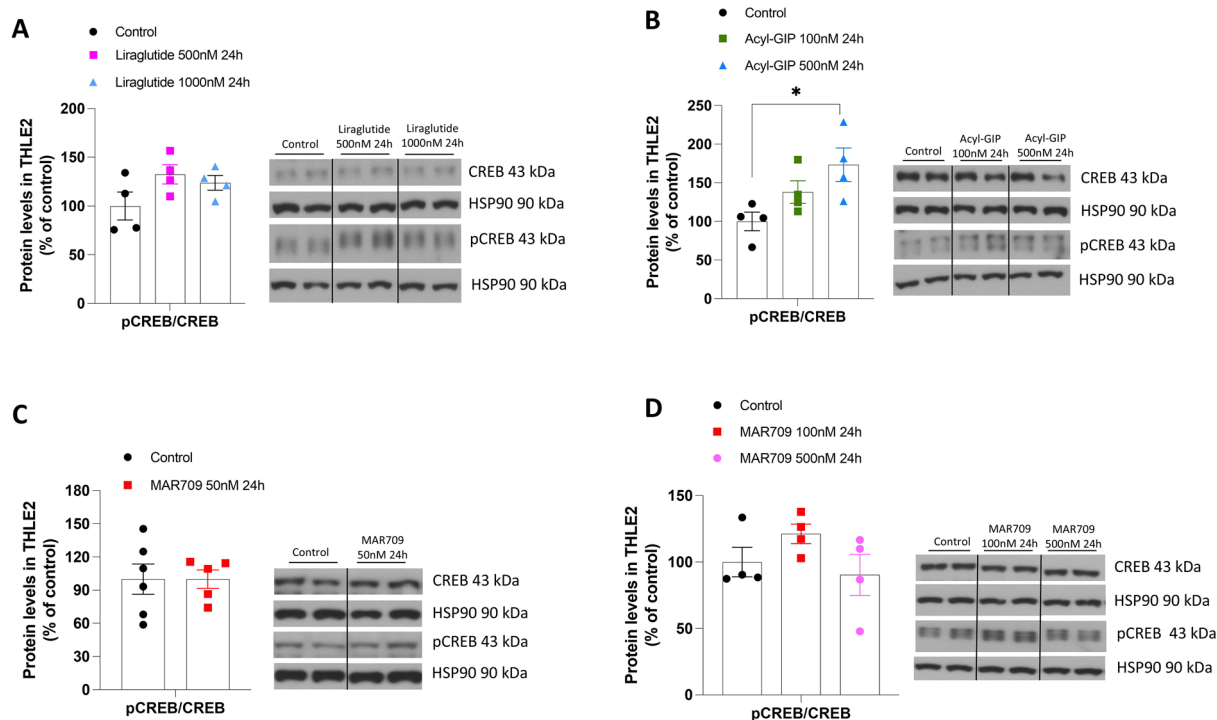 A
Control
Liraglutide 500nM 24h
Liraglutide 1000nM 24h
Protein levels in THLE2
(% of control)
200
150
100
50
0
pCREB/CREB
Control
Liraglutide
500nM 24h
Liraglutide
1000nM 24h
CREB 43 kDa
HSP90 90 kDa
pCREB 43 kDa
HSP90 90 kDa
B
Control
Acyl-GIP 100nM 24h
Acyl-GIP 500nM 24h
*
Protein levels in THLE2
(% of control)
250
200
150
100
50
0
pCREB/CREB
Control
Acyl-GIP
100nM 24h
Acyl-GIP
500nM 24h
CREB 43 kDa
HSP90 90 kDa
pCREB 43 kDa
HSP90 90 kDa
C
Control
MAR709 50nM 24h
Protein levels in THLE2
(% of control)
180
150
120
90
60
30
0
pCREB/CREB
Control
MAR709
50nM 24h
CREB 43 kDa
HSP90 90 kDa
pCREB 43 kDa
HSP90 90 kDa
D
Control
MAR709 100nM 24h
MAR709 500nM 24h
Protein levels in THLE2
(% of control)
150
100
50
0
pCREB/CREB
Control
MAR709
100nM 24h
MAR709
500nM 24h
CREB 43 kDa
HSP90 90 kDa
pCREB 43 kDa
HSP90 90 kDa